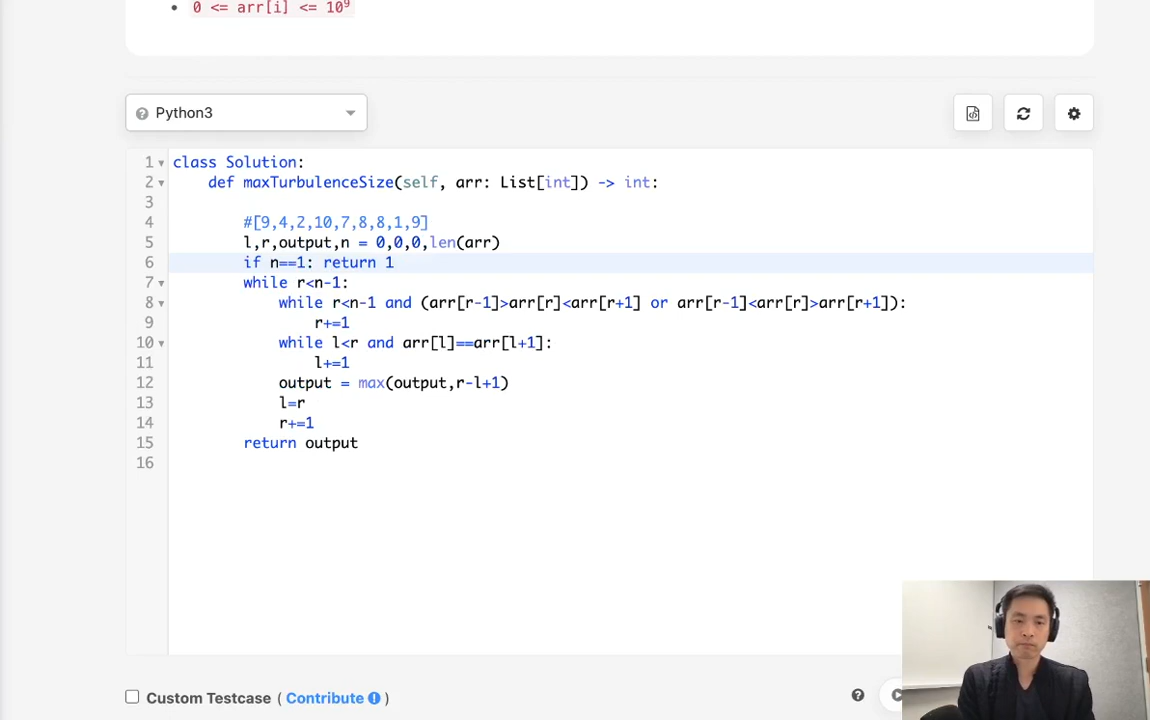 0 <= arr[i] <= 10⁹
Python3
1 class Solution:
2 def maxTurbulenceSize(self, arr: List[int]) -> int:
3
4 #[9,4,2,10,7,8,8,1,9]
5 l,r,output,n = 0,0,0,len(arr)
6 if n==1: return 1
7 while r<n-1:
8 while r<n-1 and (arr[r-1]>arr[r]<arr[r+1] or arr[r-1]<arr[r]>arr[r+1]):
9 r+=1
10 while l<r and arr[l]==arr[l+1]:
11 l+=1
12 output = max(output,r-l+1)
13 l=r
14 r+=1
15 return output
16
Custom Testcase ( Contribute )